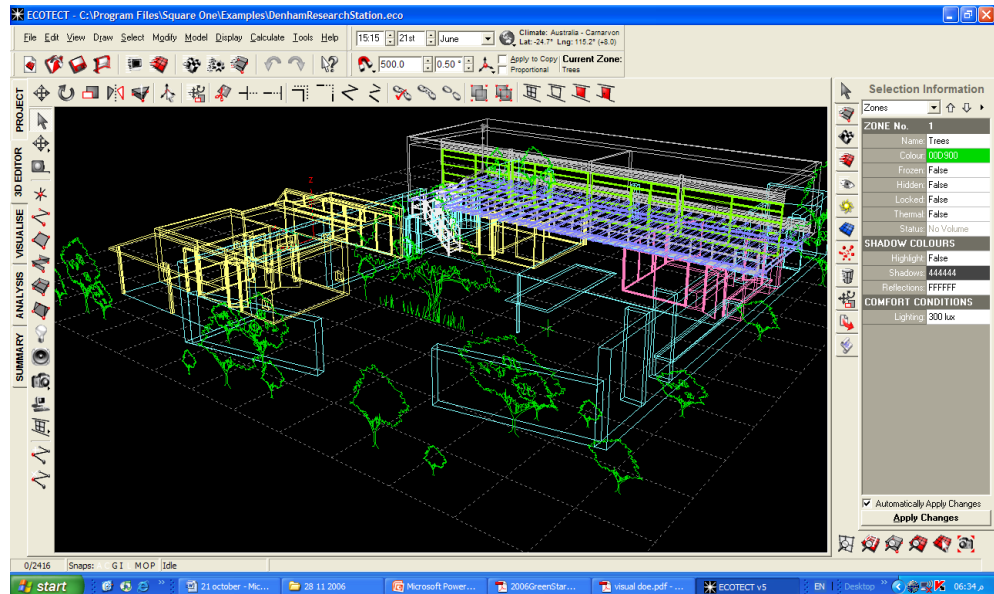 ECOTECT - C:\Program Files\Square One\Examples\DenhamResearchStation.eco
File Edit View Draw Select Modify Model Display Calculate Tools Help
15:15 21st June
Climate: Australia - Carnarvon
Lat: -24.7° Lng: 115.2° (+8.0)
500.0 0.50 °
Apply to Copy
Proportional
Current Zone:
Trees
PROJECT
3D EDITOR
VISUALISE
ANALYSIS
SUMMARY
Selection Information
Zones
ZONE No. 1
Name Trees
Colour 00D900
Frozen False
Hidden False
Locked False
Thermal False
Status No Volume
SHADOW COLOURS
Highlight False
Shadows 444444
Reflections FFFFFF
COMFORT CONDITIONS
Lighting 300 lux
Automatically Apply Changes
Apply Changes
0/2416 Snaps: GI MOP Idle
start
21 october - Mic...
28 11 2006
Microsoft Power...
2006GreenStar...
visual doe.pdf - ...
ECOTECT v5
EN
Desktop
06:34 م